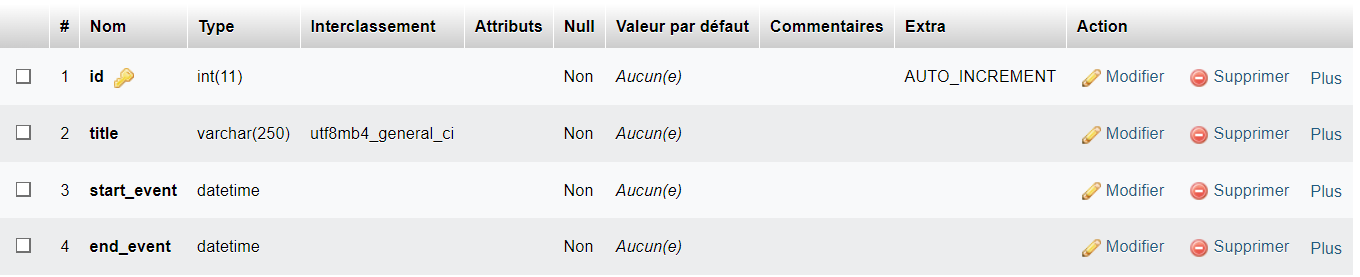 # Nom Type Interclassement Attributs Null Valeur par défaut Commentaires Extra Action
1 id int(11) Non Aucun(e) AUTO_INCREMENT Modifier Supprimer Plus
2 title varchar(250) utf8mb4_general_ci Non Aucun(e) Modifier Supprimer Plus
3 start_event datetime Non Aucun(e) Modifier Supprimer Plus
4 end_event datetime Non Aucun(e) Modifier Supprimer Plus